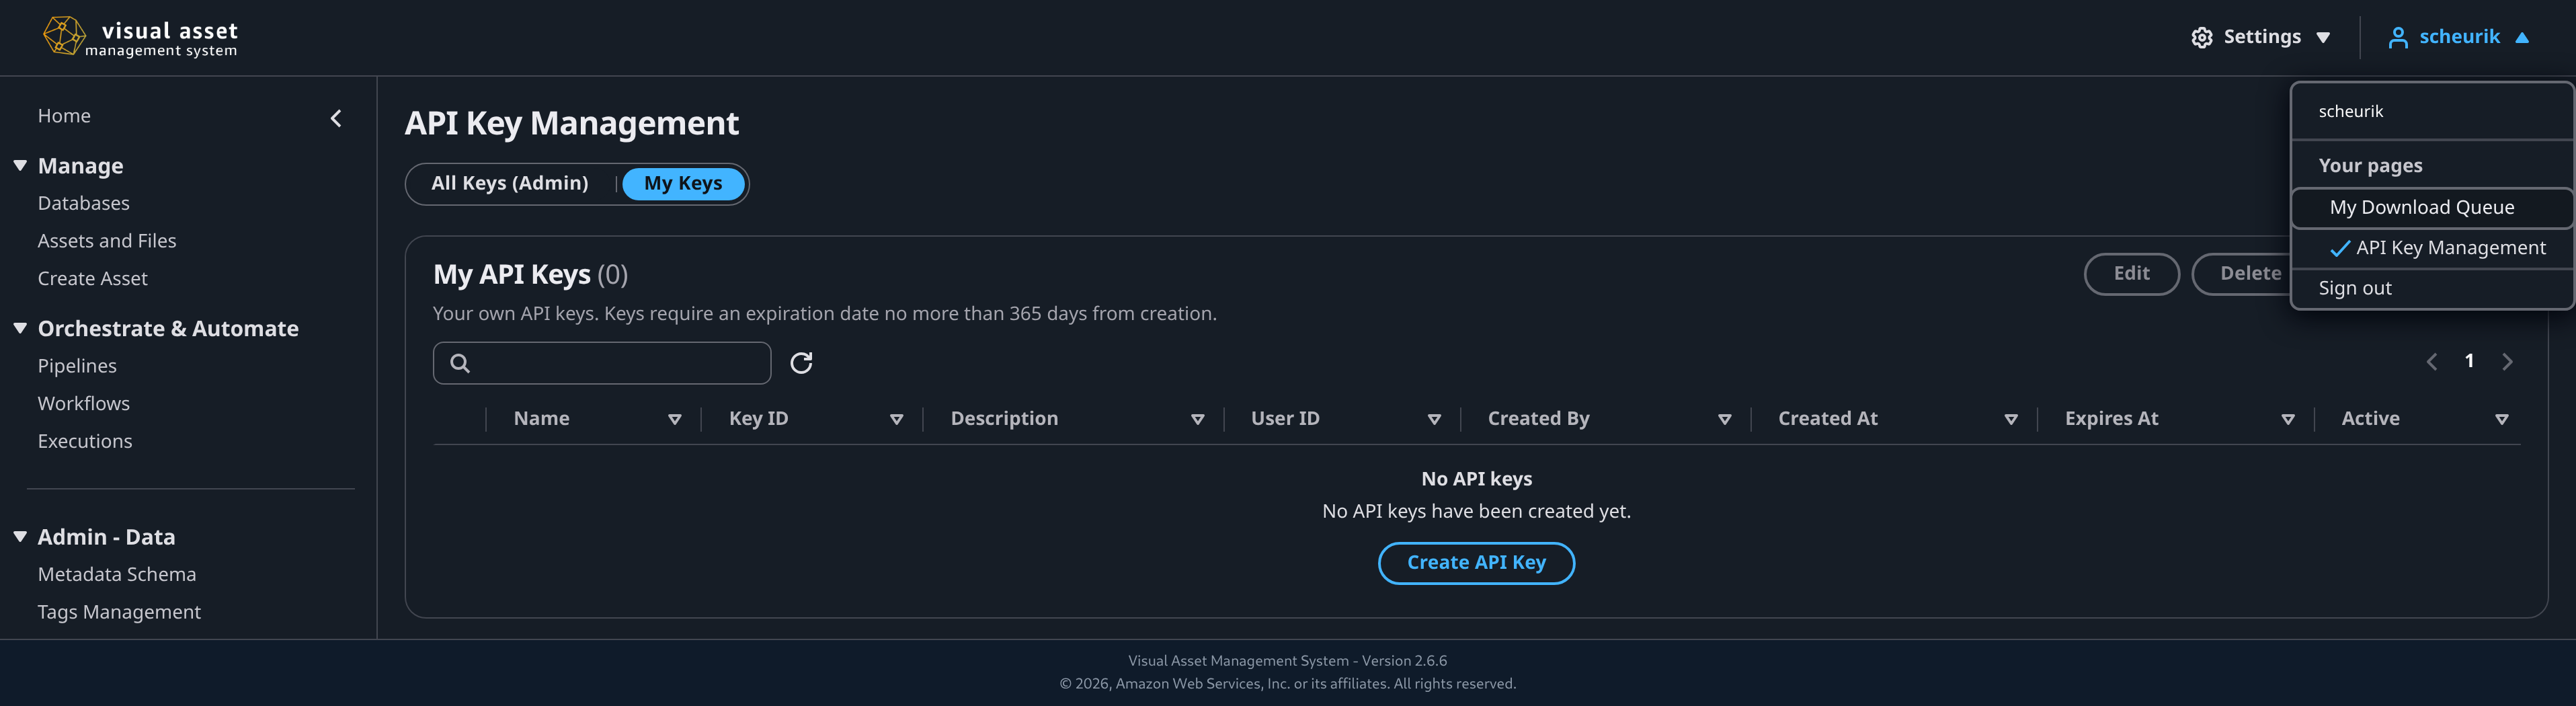 visual asset
management system
Settings
scheurik
Home
Manage
Databases
Assets and Files
Create Asset
Orchestrate & Automate
Pipelines
Workflows
Executions
Admin - Data
Metadata Schema
Tags Management
API Key Management
All Keys (Admin) | My Keys
My API Keys (0)
Edit
Delete
Your own API keys. Keys require an expiration date no more than 365 days from creation.
1
Name Key ID Description User ID Created By Created At Expires At Active
No API keys
No API keys have been created yet.
Create API Key
scheurik
Your pages
My Download Queue
API Key Management
Sign out
Visual Asset Management System - Version 2.6.6
© 2026, Amazon Web Services, Inc. or its affiliates. All rights reserved.